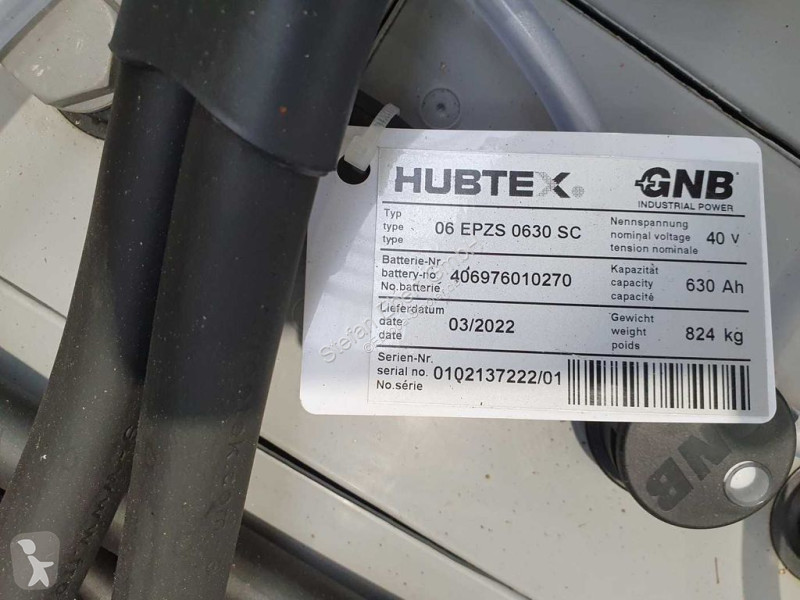 HUBTEX
GNB
INDUSTRIAL POWER
Typ
type
type
06 EPZS 0630 SC
Nennspannung
nominal voltage
tension nominale
40 V
Batterie-Nr.
battery-no.
No.batterie
406976010270
Kapazität
capacity
capacité
630 Ah
Lieferdatum
date
date
03/2022
Gewicht
weight
poids
824 kg
Serien-Nr.
serial no.
No.série
0102137222/01
GNB